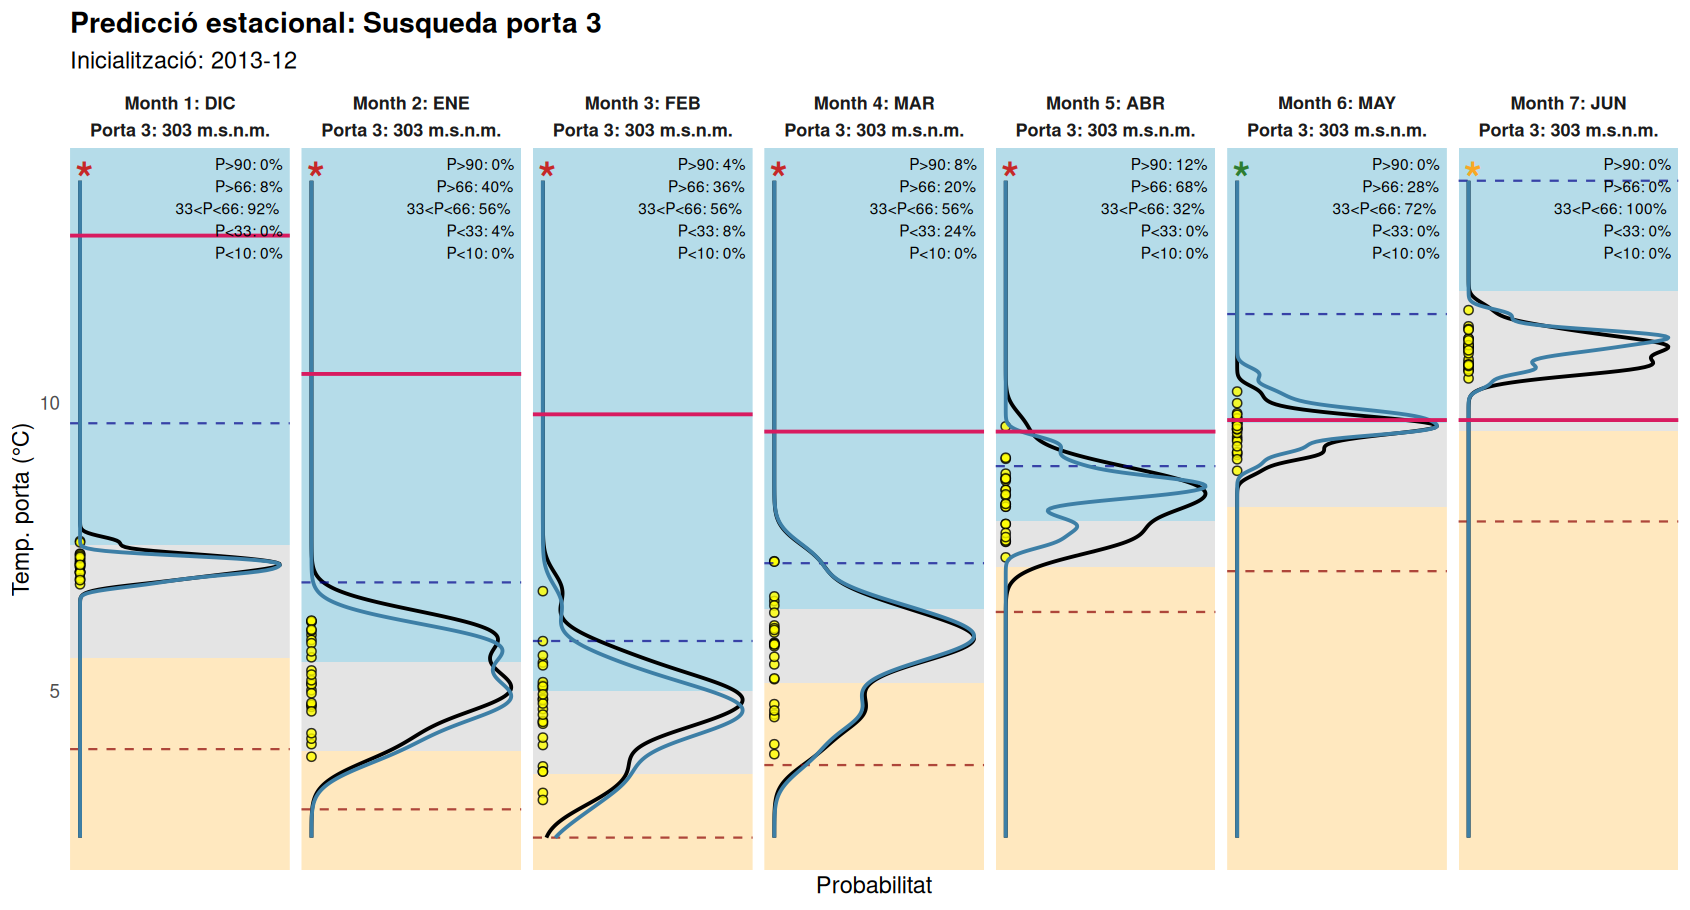 Predicció estacional: Susqueda porta 3
Inicialització: 2013-12
Month 1: DIC
Porta 3: 303 m.s.n.m.
Month 2: ENE
Porta 3: 303 m.s.n.m.
Month 3: FEB
Porta 3: 303 m.s.n.m.
Month 4: MAR
Porta 3: 303 m.s.n.m.
Month 5: ABR
Porta 3: 303 m.s.n.m.
Month 6: MAY
Porta 3: 303 m.s.n.m.
Month 7: JUN
Porta 3: 303 m.s.n.m.
*
P>90: 0%
P>66: 8%
33<P<66: 92%
P<33: 0%
P<10: 0%
*
P>90: 0%
P>66: 40%
33<P<66: 56%
P<33: 4%
P<10: 0%
*
P>90: 4%
P>66: 36%
33<P<66: 56%
P<33: 8%
P<10: 0%
*
P>90: 8%
P>66: 20%
33<P<66: 56%
P<33: 24%
P<10: 0%
*
P>90: 12%
P>66: 68%
33<P<66: 32%
P<33: 0%
P<10: 0%
*
P>90: 0%
P>66: 28%
33<P<66: 72%
P<33: 0%
P<10: 0%
*
P>90: 0%
P>66: 0%
33<P<66: 100%
P<33: 0%
P<10: 0%
10
5
Temp. porta (°C)
Probabilitat